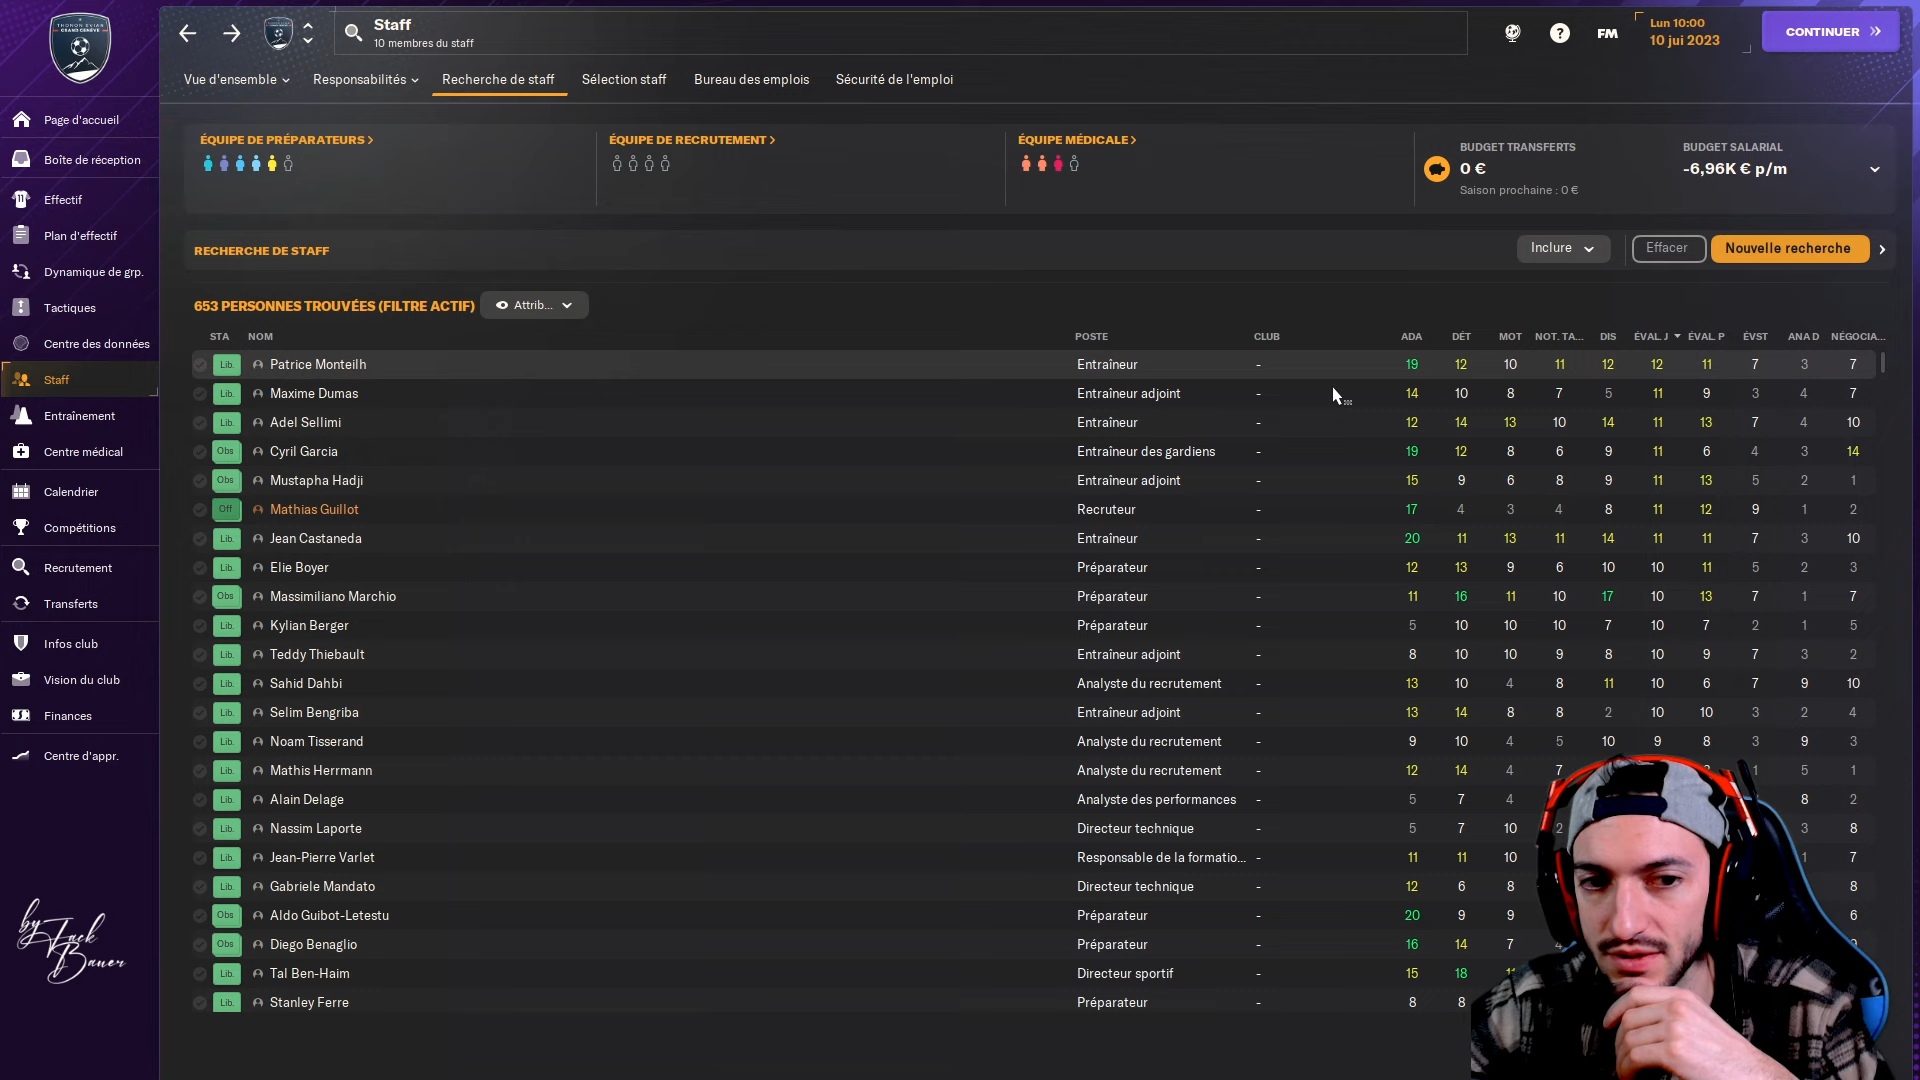 THONON EVIAN
GRAND GENÈVE
Staff
10 membres du staff
FM
Lun 10:00
10 jui 2023
CONTINUER
Vue d'ensemble
Responsabilités
Recherche de staff
Sélection staff
Bureau des emplois
Sécurité de l'emploi
Page d'accueil
Boîte de réception
Effectif
Plan d'effectif
Dynamique de grp.
Tactiques
Centre des données
Staff
Entraînement
Centre médical
Calendrier
Compétitions
Recrutement
Transferts
Infos club
Vision du club
Finances
Centre d'appr.
by Jack Bauer
ÉQUIPE DE PRÉPARATEURS >
ÉQUIPE DE RECRUTEMENT >
ÉQUIPE MÉDICALE >
BUDGET TRANSFERTS
0 €
Saison prochaine : 0 €
BUDGET SALARIAL
-6,96K € p/m
RECHERCHE DE STAFF
Inclure
Effacer
Nouvelle recherche
653 PERSONNES TROUVÉES (FILTRE ACTIF)
Attrib...
STA NOM POSTE CLUB ADA DÉT MOT NOT. TA... DIS ÉVAL. J ÉVAL. P ÉVST ANA D NÉGOCIA...
Lib. Patrice Monteilh Entraîneur - 19 12 10 11 12 12 11 7 3 7
Lib. Maxime Dumas Entraîneur adjoint - 14 10 8 7 5 11 9 3 4 7
Lib. Adel Sellimi Entraîneur - 12 14 13 10 14 11 13 7 4 10
Obs Cyril Garcia Entraîneur des gardiens - 19 12 8 6 9 11 6 4 3 14
Obs Mustapha Hadji Entraîneur adjoint - 15 9 6 8 9 11 13 5 2 1
Off Mathias Guillot Recruteur - 17 4 3 4 8 11 12 9 1 2
Lib. Jean Castaneda Entraîneur - 20 11 13 11 14 11 11 7 3 10
Lib. Elie Boyer Préparateur - 12 13 9 6 10 10 11 5 2 3
Obs Massimiliano Marchio Préparateur - 11 16 11 10 17 10 13 7 1 7
Lib. Kylian Berger Préparateur - 5 10 10 10 7 10 7 2 1 5
Lib. Teddy Thiebault Entraîneur adjoint - 8 10 10 9 8 10 9 7 3 2
Lib. Sahid Dahbi Analyste du recrutement - 13 10 4 8 11 10 6 7 9 10
Lib. Selim Bengriba Entraîneur adjoint - 13 14 8 8 2 10 10 3 2 4
Lib. Noam Tisserand Analyste du recrutement - 9 10 4 5 10 9 8 3 9 3
Lib. Mathis Herrmann Analyste du recrutement - 12 14 4 7 1 5 1
Lib. Alain Delage Analyste des performances - 5 7 4 8 2
Lib. Nassim Laporte Directeur technique - 5 7 10 2 3 8
Lib. Jean-Pierre Varlet Responsable de la formatio... - 11 11 10 1 7
Lib. Gabriele Mandato Directeur technique - 12 6 8 8
Obs Aldo Guibot-Letestu Préparateur - 20 9 9 6
Obs Diego Benaglio Préparateur - 16 14 7
Lib. Tal Ben-Haim Directeur sportif - 15 18
Lib. Stanley Ferre Préparateur - 8 8